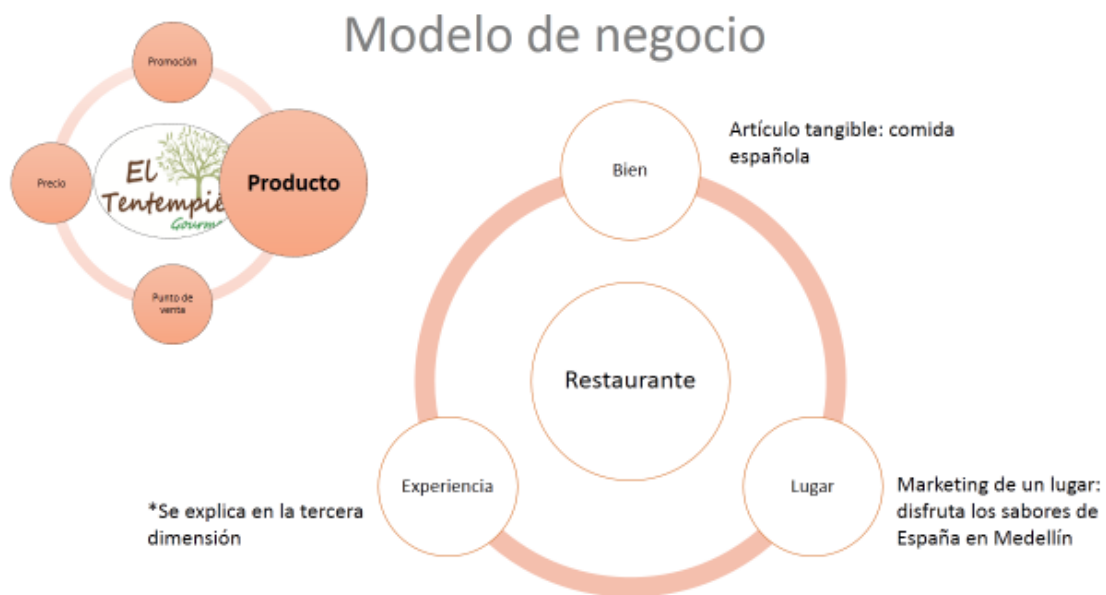 Modelo de negocio
Promoción
Precio
El
Tentempié
Producto
Punto de
venta
Bien
Artículo tangible: comida
española
Restaurante
Experiencia
*Se explica en la tercera
dimensión
Lugar
Marketing de un lugar:
disfruta los sabores de
España en Medellín